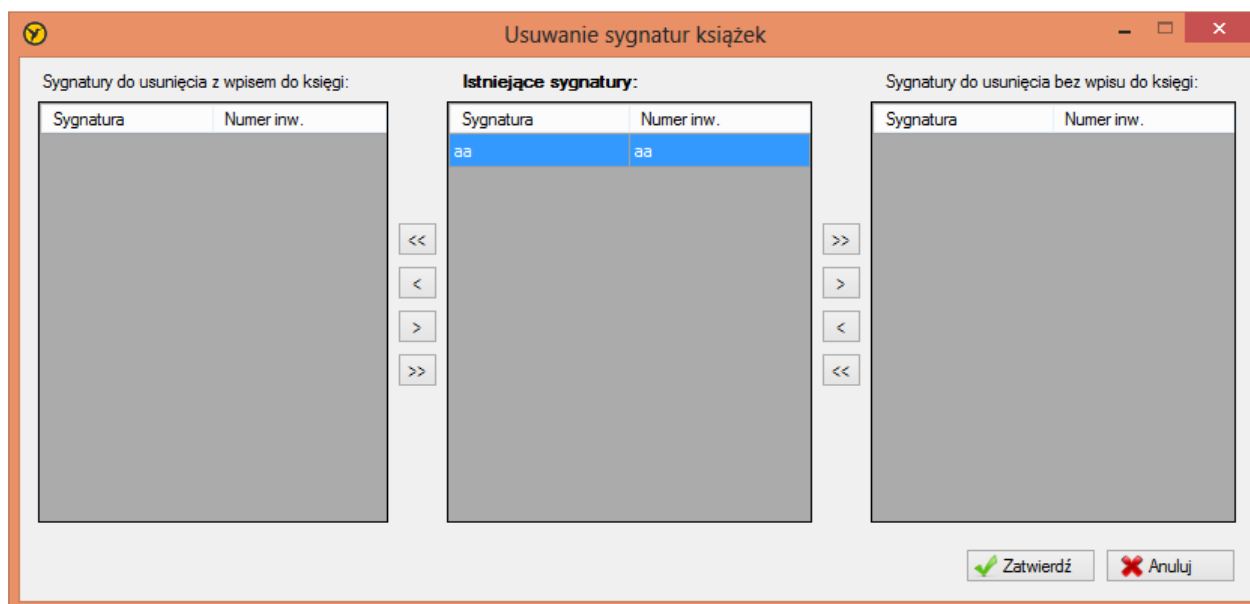 Usuwanie sygnatur książek
Sygnatury do usunięcia z wpisem do księgi:
Istniejące sygnatury:
Sygnatury do usunięcia bez wpisu do księgi:
Sygnatura Numer inw.
Sygnatura Numer inw.
Sygnatura Numer inw.
aa aa
<< >>
< >
> <
>> <<
Zatwierdź Anuluj